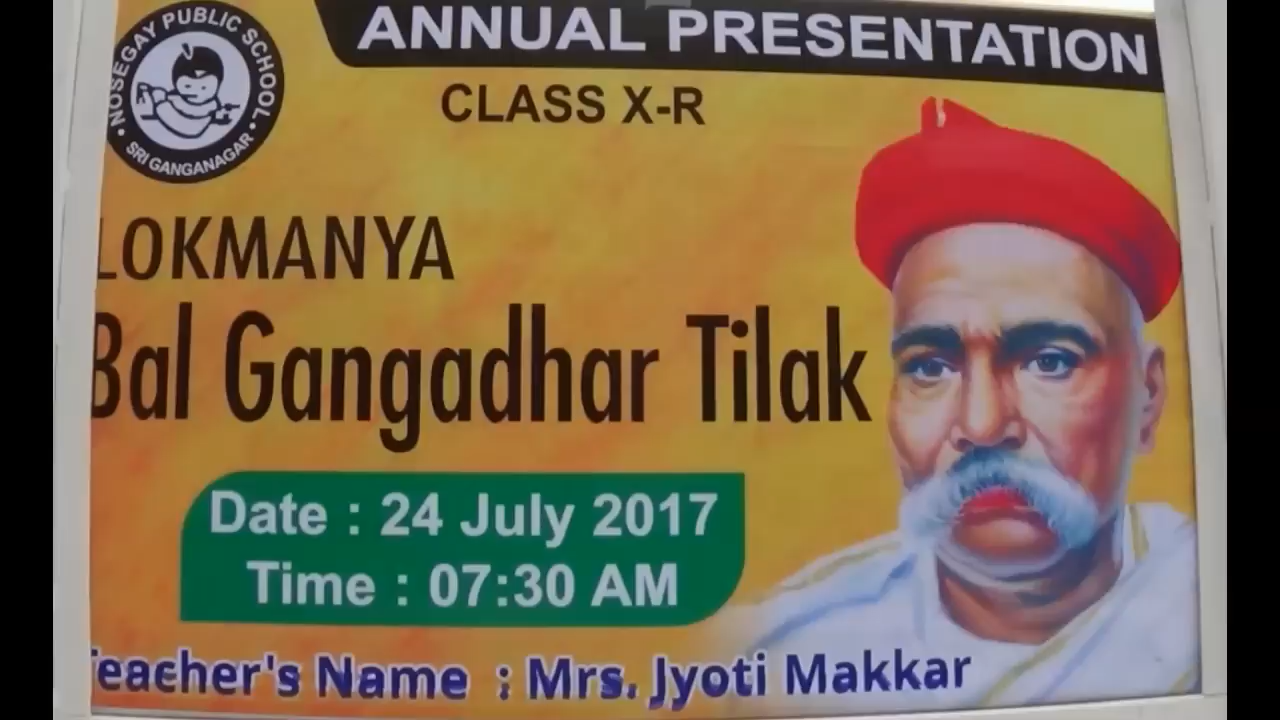 NOSEGAY PUBLIC SCHOOL
SRI GANGANAGAR
ANNUAL PRESENTATION
CLASS X-R
LOKMANYA
Bal Gangadhar Tilak
Date : 24 July 2017
Time : 07:30 AM
Teacher's Name : Mrs. Jyoti Makkar